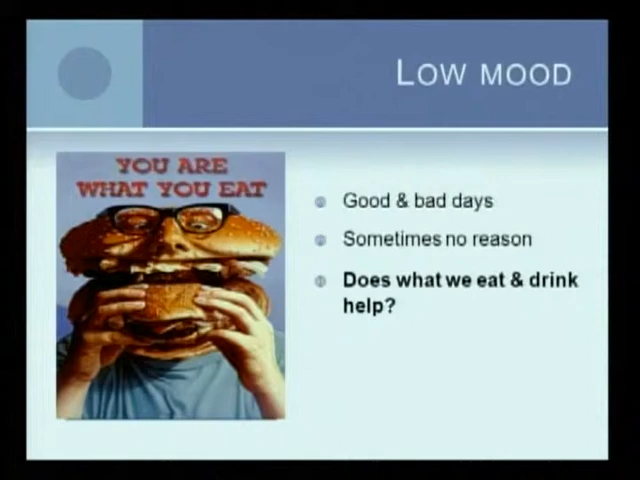 LOW MOOD
YOU ARE
WHAT YOU EAT
Good & bad days
Sometimes no reason
Does what we eat & drink
help?